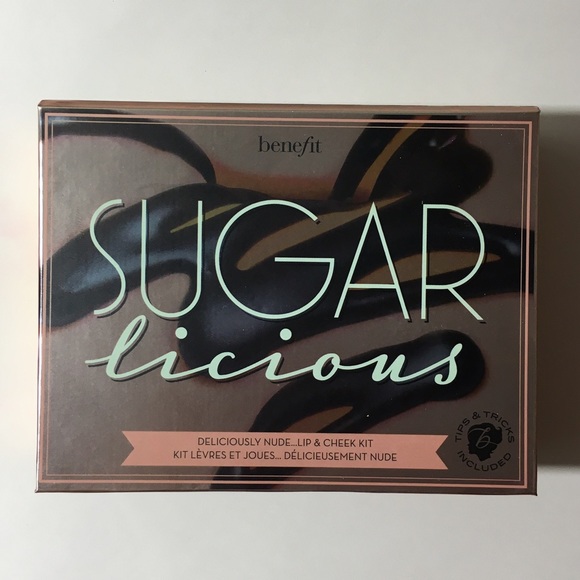 benefit
SUGAR
licious
DELICIOUSLY NUDE...LIP & CHEEK KIT
KIT LÈVRES ET JOUES... DÉLICIEUSEMENT NUDE
TIPS & TRICKS
b
INCLUDED